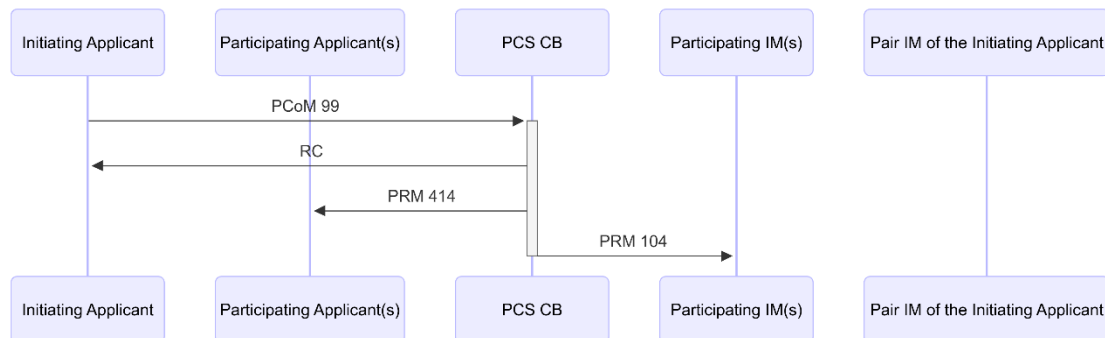 Initiating Applicant
Participating Applicant(s)
PCS CB
Participating IM(s)
Pair IM of the Initiating Applicant
PCoM 99
RC
PRM 414
PRM 104
Initiating Applicant
Participating Applicant(s)
PCS CB
Participating IM(s)
Pair IM of the Initiating Applicant